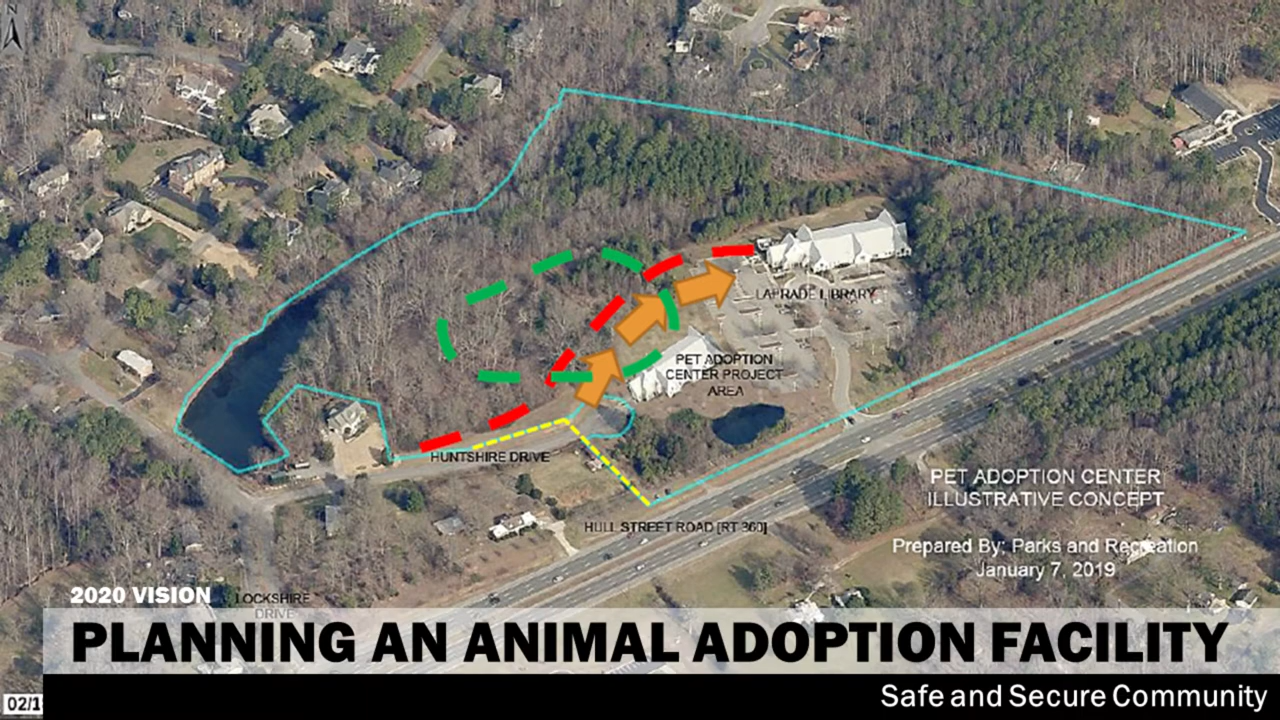 N
LAPRADE LIBRARY
PET ADOPTION
CENTER PROJECT
AREA
HUNTSHIRE DRIVE
PET ADOPTION CENTER
ILLUSTRATIVE CONCEPT
HULL STREET ROAD [RT 360]
Prepared By: Parks and Recreation
January 7, 2019
2020 VISION
LOCKSHIRE
DRIVE
PLANNING AN ANIMAL ADOPTION FACILITY
Safe and Secure Community
02/1